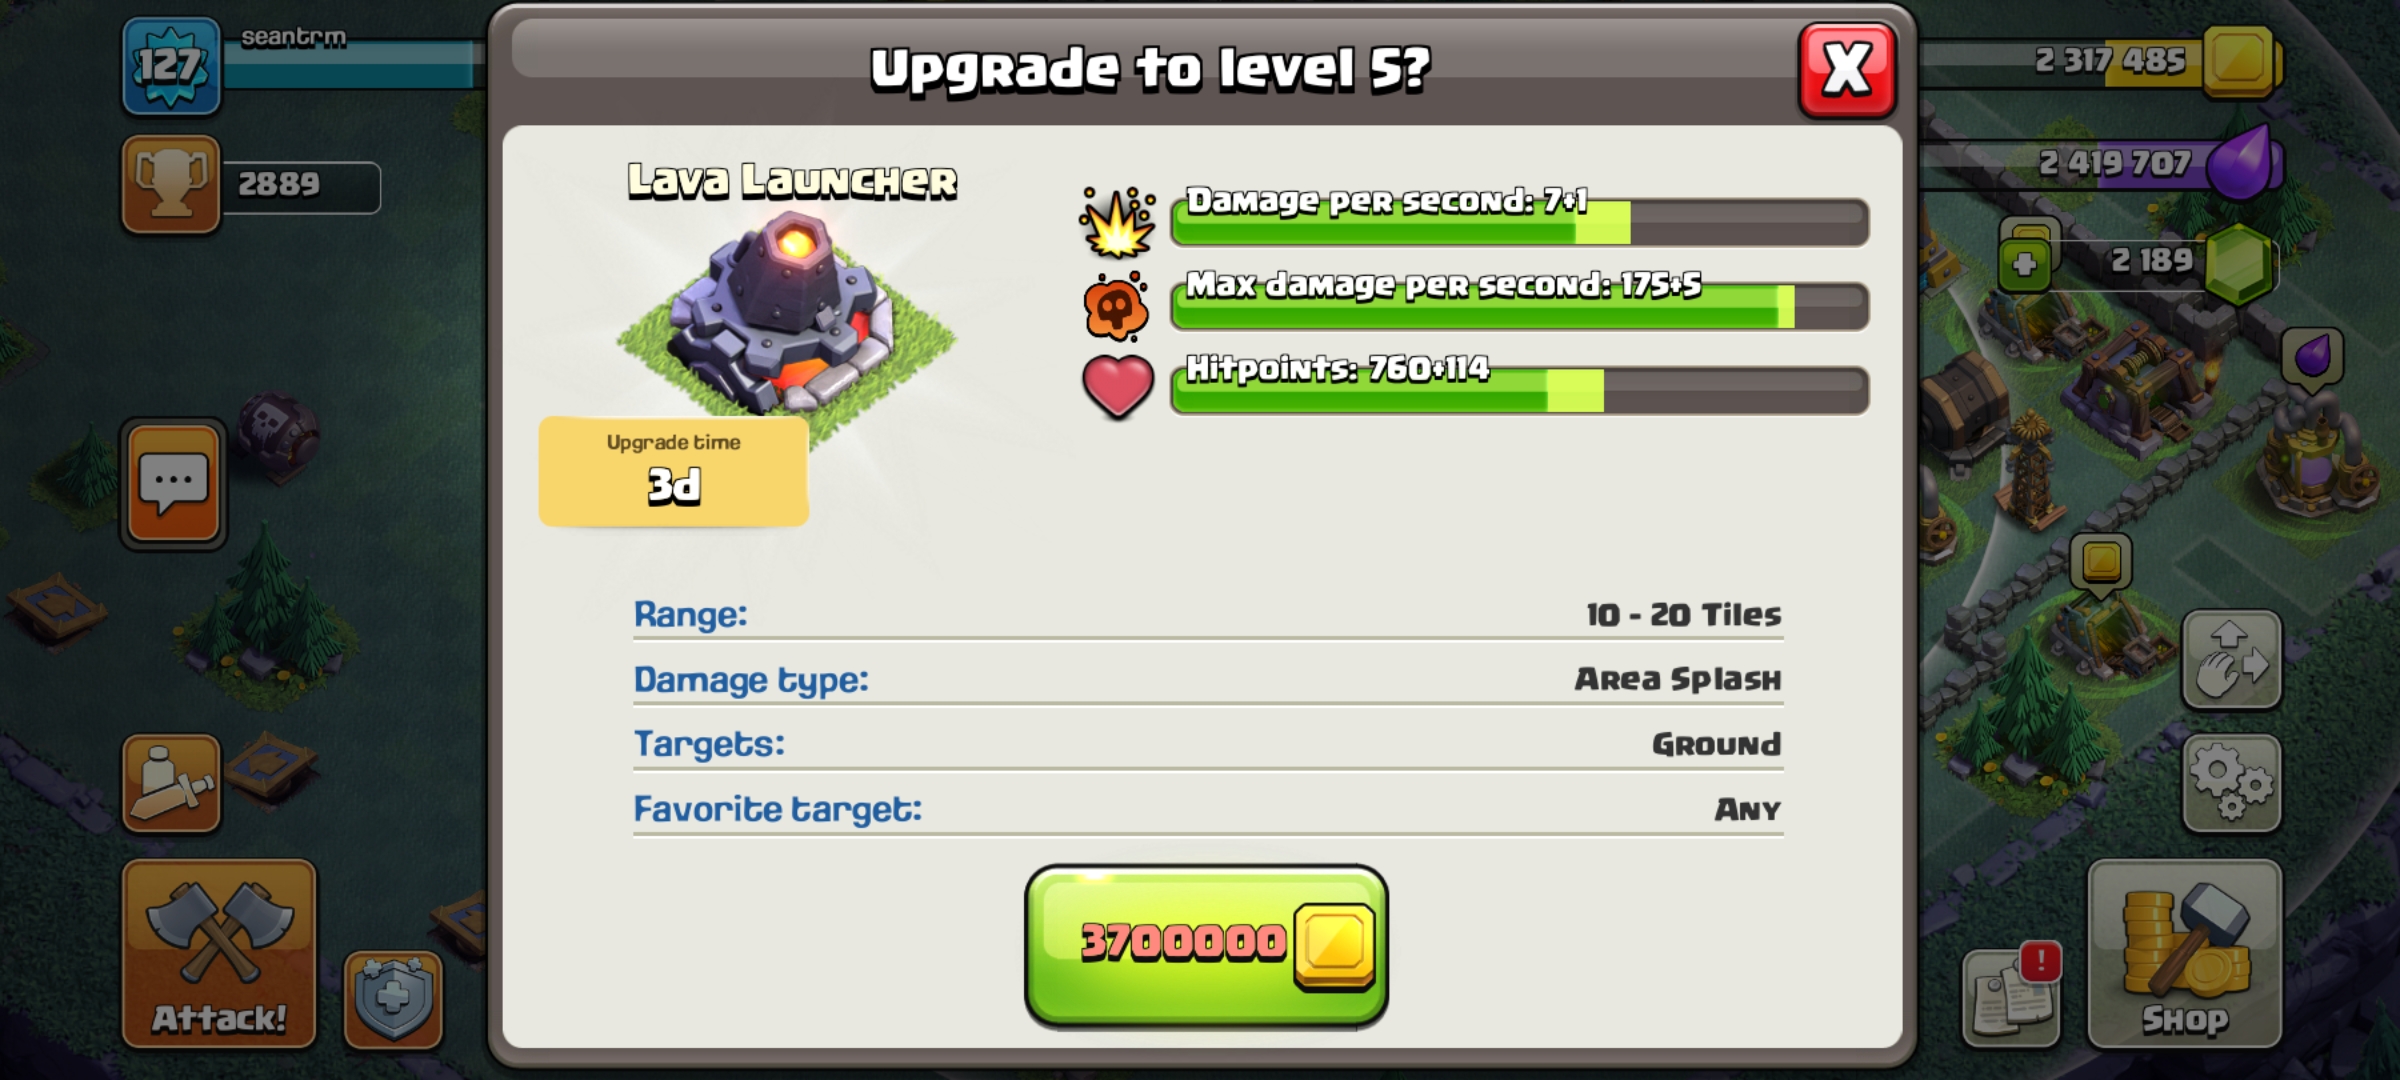 127
seantrm
2889
Attack!
Upgrade to level 5?
X
Lava Launcher
Upgrade time
3d
Damage per second: 7+1
Max damage per second: 175+5
Hitpoints: 760+114
Range: 10 - 20 Tiles
Damage type: Area Splash
Targets: Ground
Favorite target: Any
3700000
2 317 485
2 419 707
2 189
!
Shop